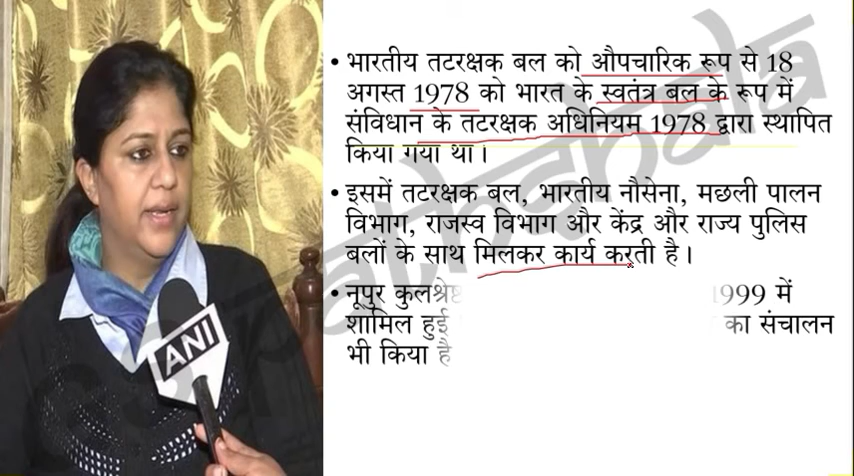 • भारतीय तटरक्षक बल को औपचारिक रूप से 18
अगस्त 1978 को भारत के स्वतंत्र बल के रूप में
संविधान के तटरक्षक अधिनियम 1978 द्वारा स्थापित
किया गया था।
• इसमें तटरक्षक बल, भारतीय नौसेना, मछली पालन
विभाग, राजस्व विभाग और केंद्र और राज्य पुलिस
बलों के साथ मिलकर कार्य करती है।
• नूपुर 1999 में
शामिल हुई का संचालन
भी किया है
ANI
pathshala